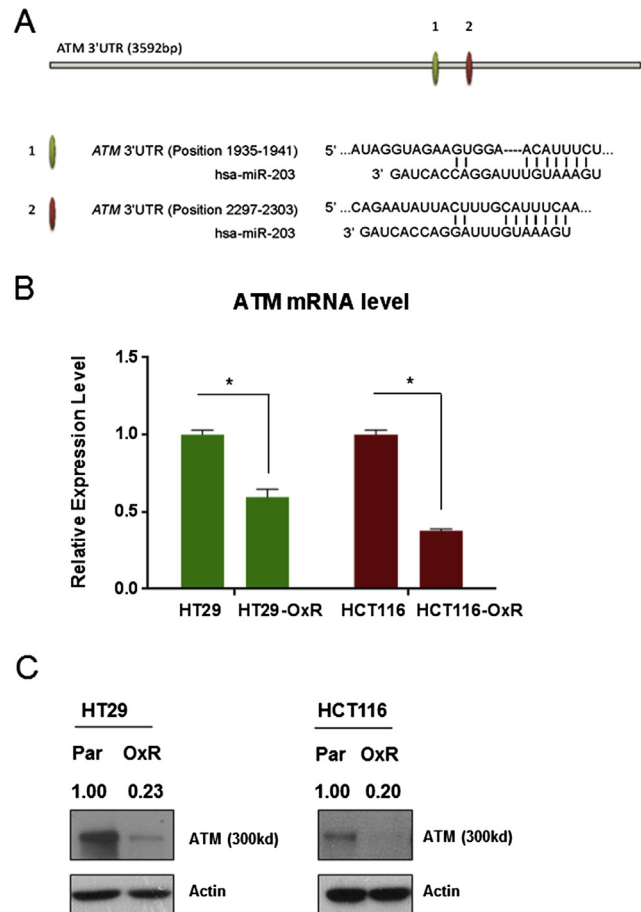 A
1 2
ATM 3'UTR (3592bp)
1 ATM 3'UTR (Position 1935-1941) 5' ...AUAGGUAGAAGUGGA----ACAUUUCU...
hsa-miR-203 3' GAUCACCAGGAUUUGUAAAGU
2 ATM 3'UTR (Position 2297-2303) 5' ...CAGAAUAUUACUUUGCAUUUCAA...
hsa-miR-203 3' GAUCACCAGGAUUUGUAAAGU
B
ATM mRNA level
Relative Expression Level
1.5
1.0
0.5
0.0
* *
HT29 HT29-OxR HCT116 HCT116-OxR
C
HT29 HCT116
Par OxR Par OxR
1.00 0.23 1.00 0.20
ATM (300kd) ATM (300kd)
Actin Actin